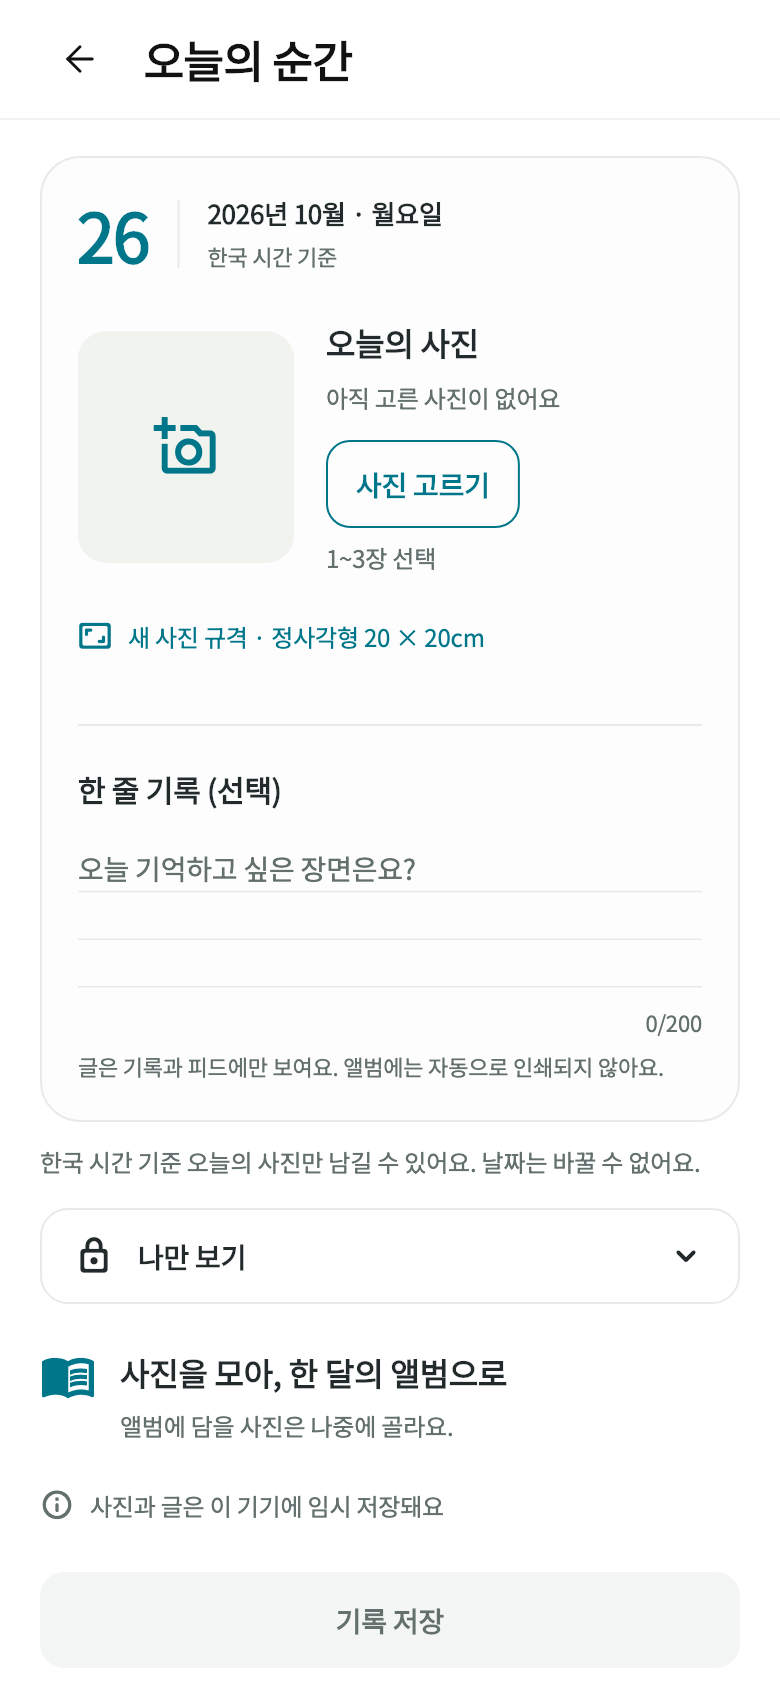 오늘의 순간
26
2026년 10월 · 월요일
한국 시간 기준
오늘의 사진
아직 고른 사진이 없어요
사진 고르기
1~3장 선택
새 사진 규격 · 정사각형 20 × 20cm
한 줄 기록 (선택)
오늘 기억하고 싶은 장면은요?
0/200
글은 기록과 피드에만 보여요. 앨범에는 자동으로 인쇄되지 않아요.
한국 시간 기준 오늘의 사진만 남길 수 있어요. 날짜는 바꿀 수 없어요.
나만 보기
사진을 모아, 한 달의 앨범으로
앨범에 담을 사진은 나중에 골라요.
사진과 글은 이 기기에 임시 저장돼요
기록 저장